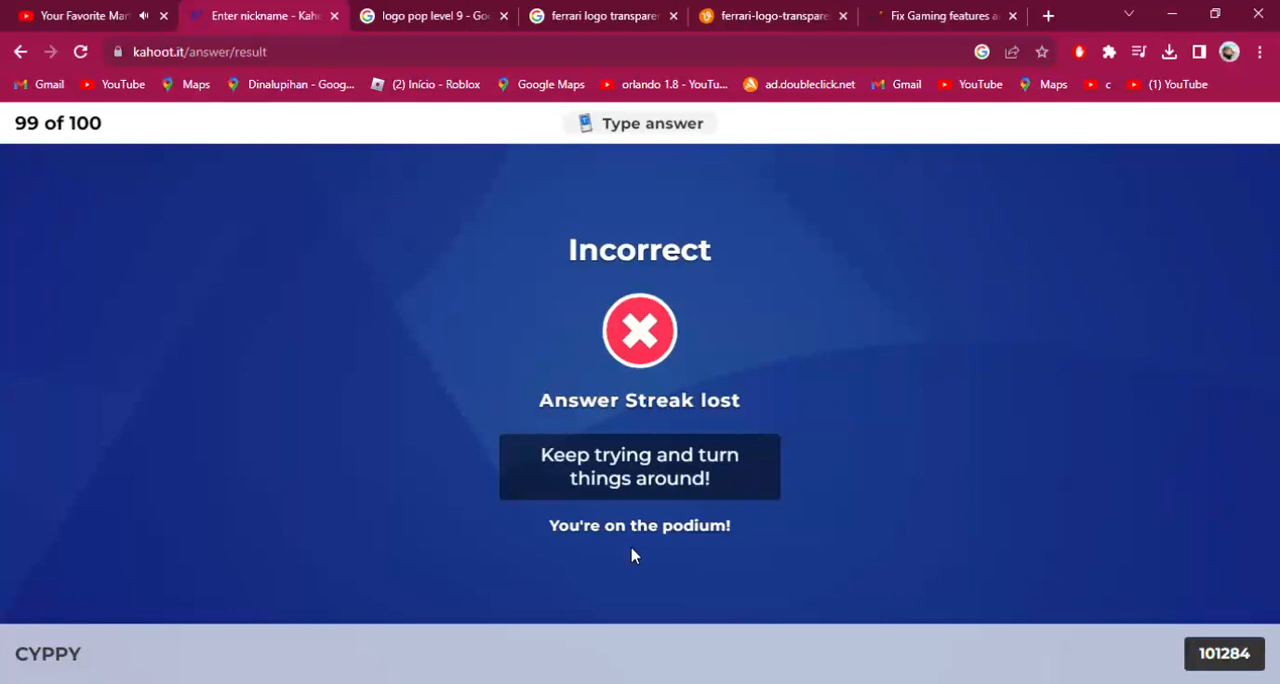 Your Favorite Mar
Enter nickname - Kaho
logo pop level 9 - Goo
ferrari logo transparen
ferrari-logo-transpare
Fix Gaming features a
kahoot.it/answer/result
Gmail
YouTube
Maps
Dinalupihan - Goog...
(2) Início - Roblox
Google Maps
orlando 1.8 - YouTu...
ad.doubleclick.net
Gmail
YouTube
Maps
c
(1) YouTube
99 of 100
Type answer
Incorrect
Answer Streak lost
Keep trying and turn
things around!
You're on the podium!
CYPPY
101284